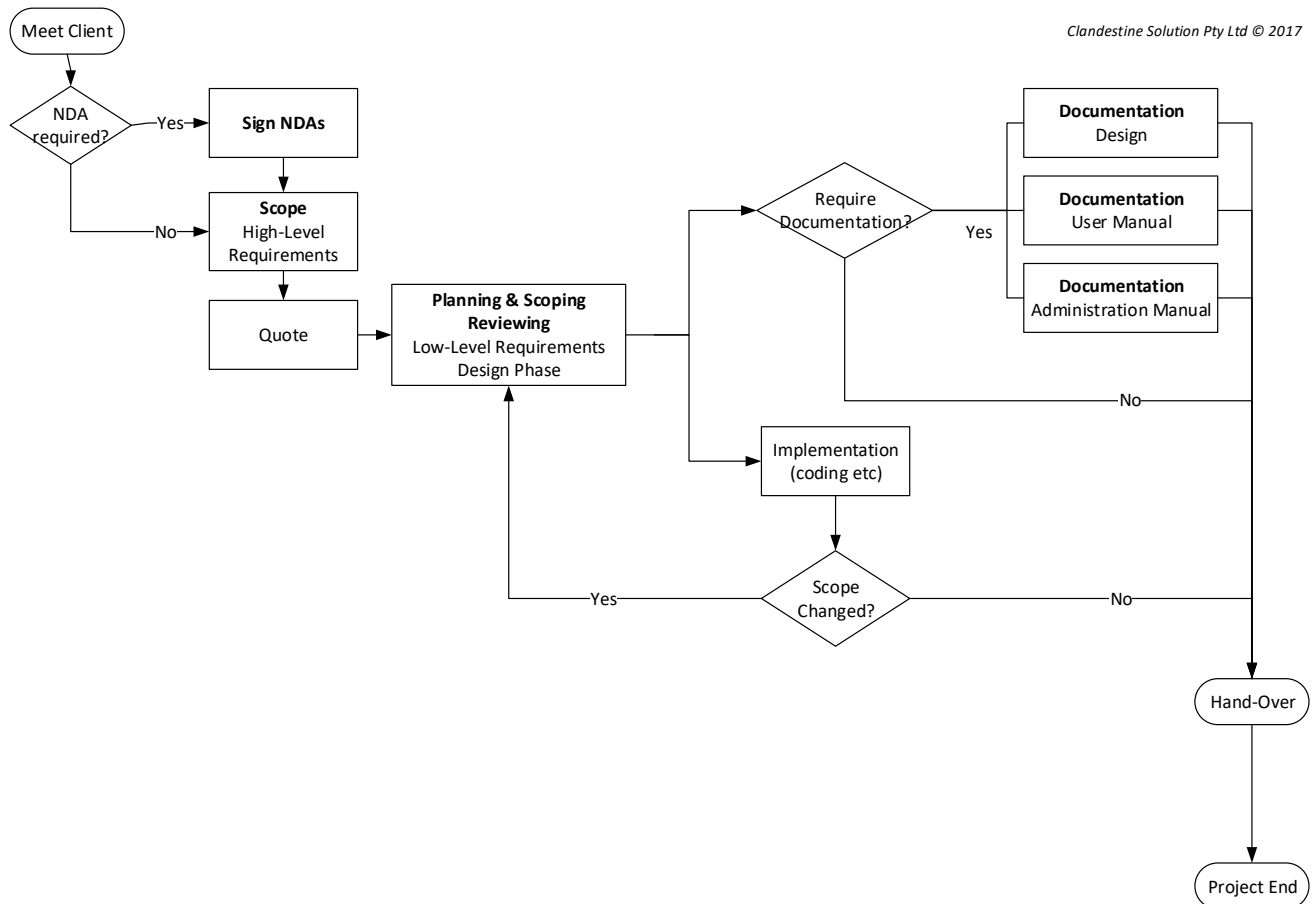 Meet Client
Clandestine Solution Pty Ltd © 2017
NDA
required?
Yes
Sign NDAs
No
Scope
High-Level
Requirements
Quote
Planning & Scoping
Reviewing
Low-Level Requirements
Design Phase
Require
Documentation?
Yes
Documentation
Design
Documentation
User Manual
Documentation
Administration Manual
No
Implementation
(coding etc)
Scope
Changed?
Yes
No
Hand-Over
Project End